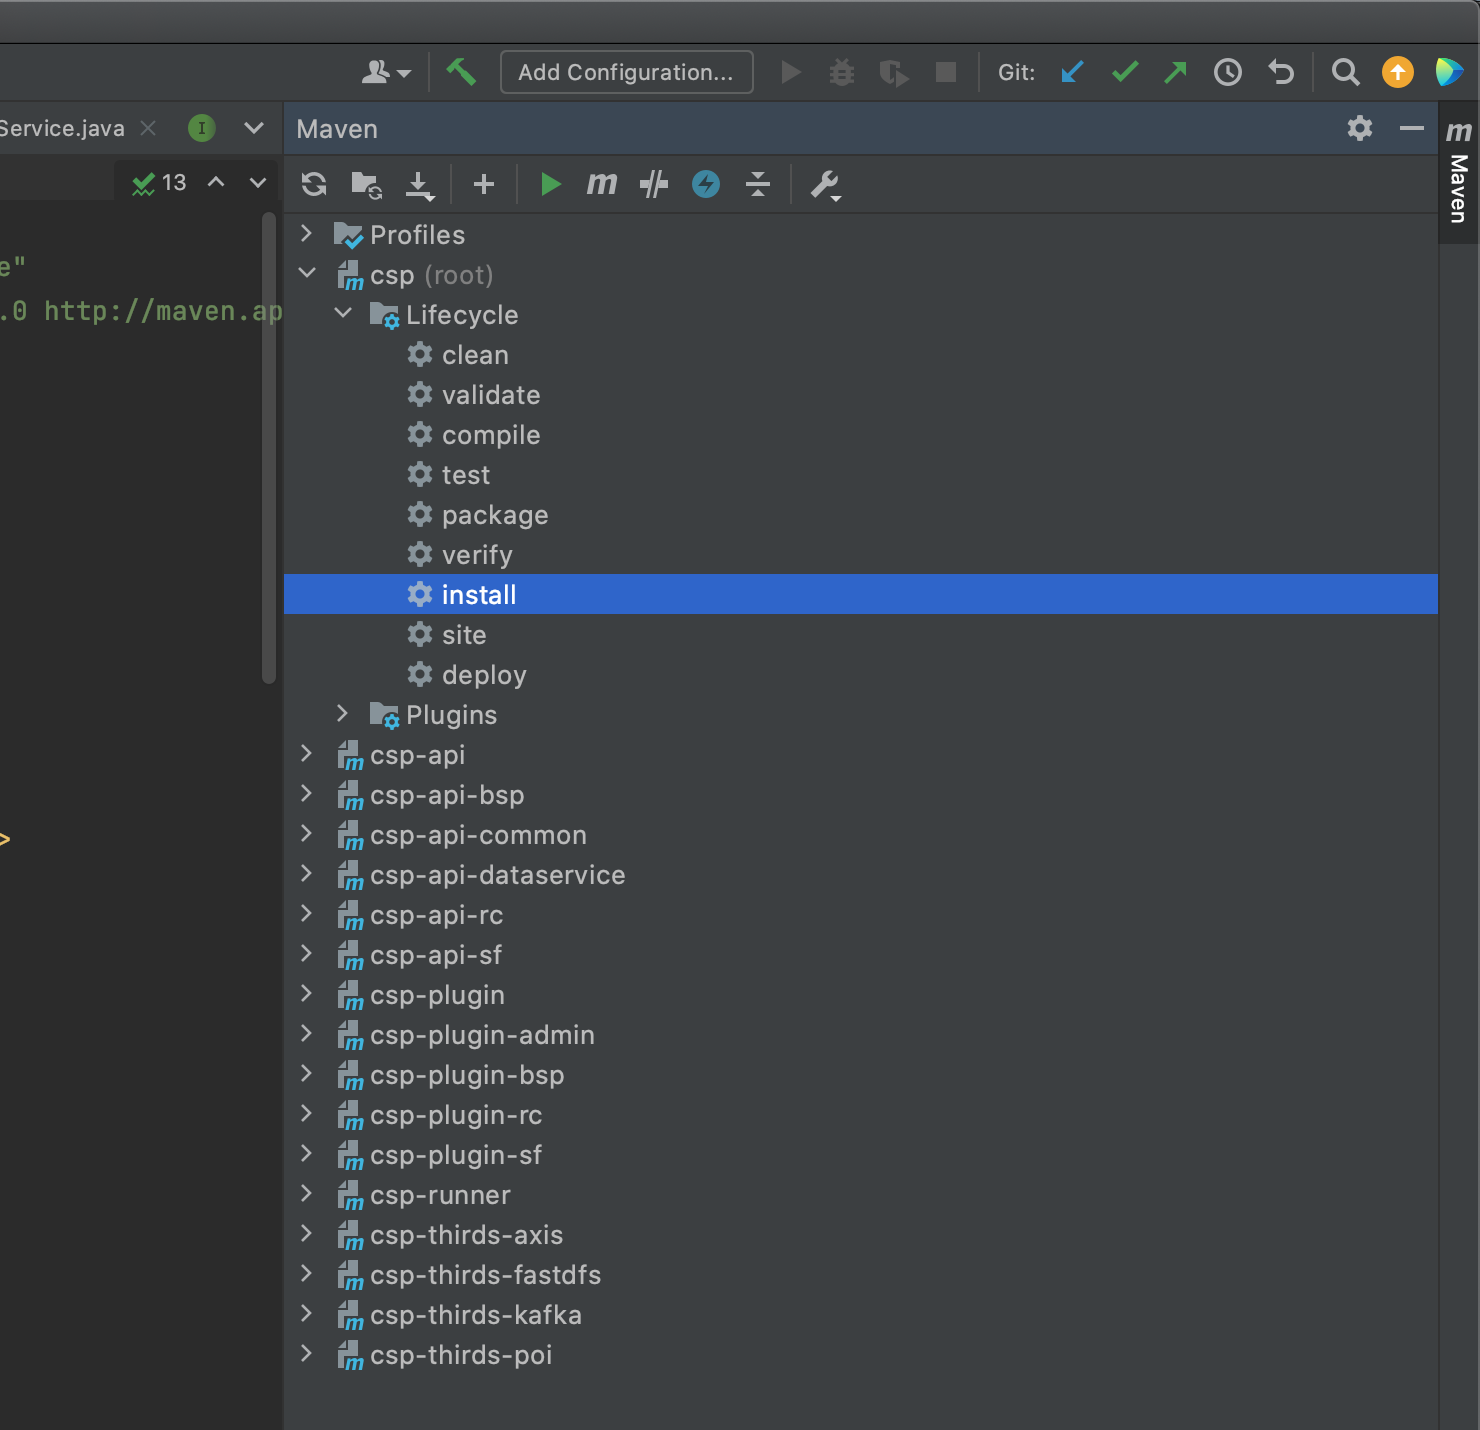 Add Configuration...
Git:
Service.java
Maven
Maven
13
Profiles
csp (root)
e"
Lifecycle
.0 http://maven.ap
clean
validate
compile
test
package
verify
install
site
deploy
Plugins
csp-api
csp-api-bsp
csp-api-common
>
csp-api-dataservice
csp-api-rc
csp-api-sf
csp-plugin
csp-plugin-admin
csp-plugin-bsp
csp-plugin-rc
csp-plugin-sf
csp-runner
csp-thirds-axis
csp-thirds-fastdfs
csp-thirds-kafka
csp-thirds-poi